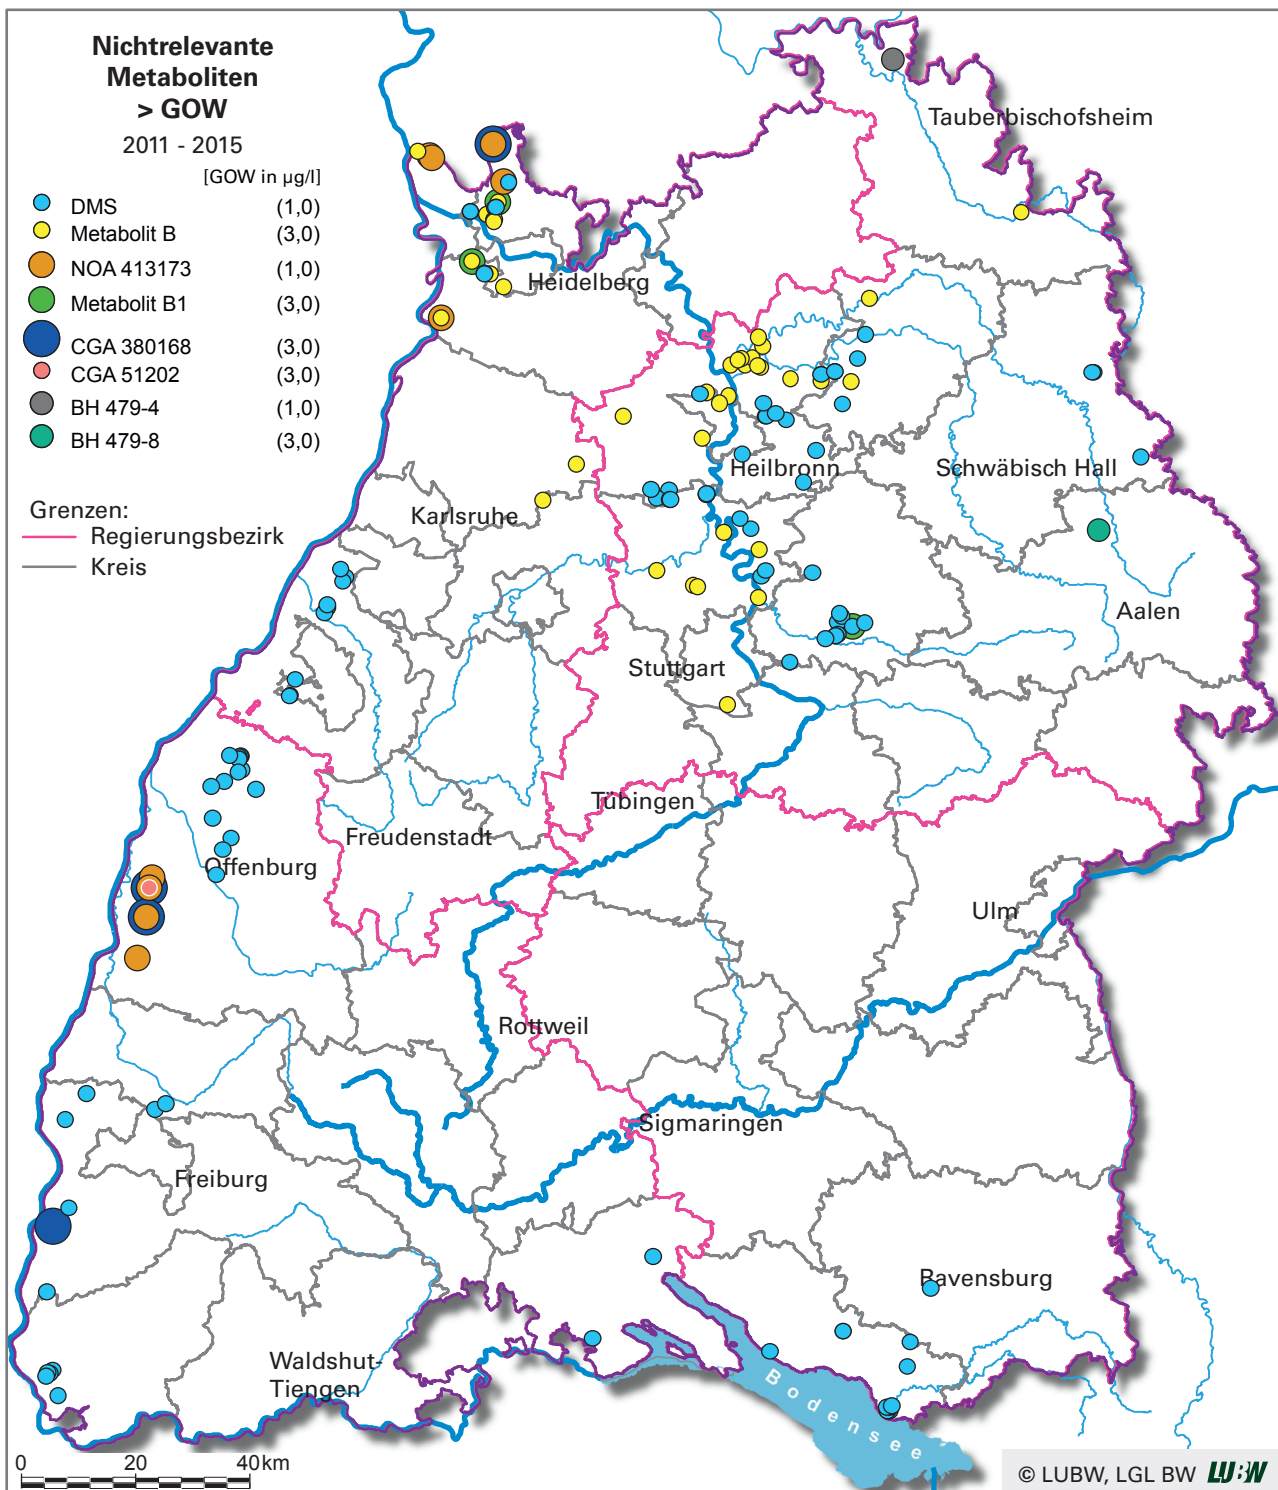 Nichtrelevante
Metaboliten
> GOW
2011 - 2015
[GOW in µg/l]
DMS (1,0)
Metabolit B (3,0)
NOA 413173 (1,0)
Metabolit B1 (3,0)
CGA 380168 (3,0)
CGA 51202 (3,0)
BH 479-4 (1,0)
BH 479-8 (3,0)
Grenzen:
Regierungsbezirk
Kreis
Tauberbischofsheim
Heidelberg
Heilbronn
Schwäbisch Hall
Karlsruhe
Aalen
Stuttgart
Tübingen
Freudenstadt
Offenburg
Ulm
Rottweil
Sigmaringen
Freiburg
Ravensburg
Waldshut-
Tiengen
Bodensee
0 20 40 km
© LUBW, LGL BW LUBW